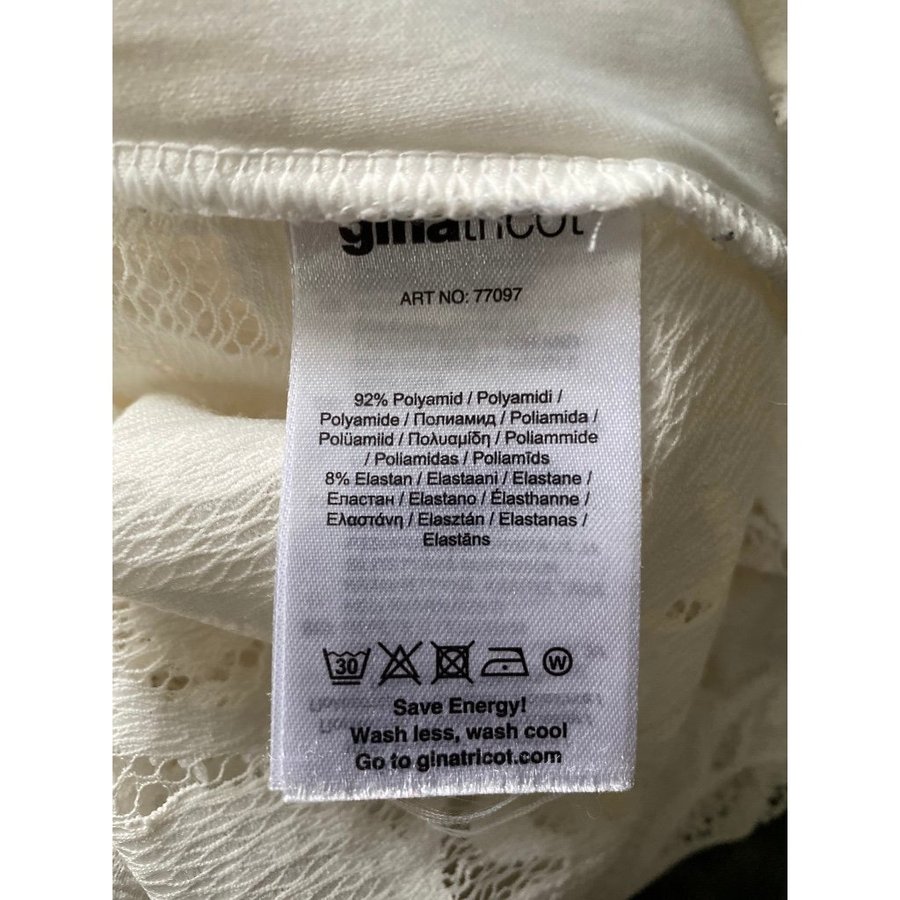 ginatricot
ART NO: 77097
92% Polyamid / Polyamidi /
Polyamide / Полиамид / Poliamida /
Polüamiid / Πολυαμίδη / Poliammide
/ Poliamidas / Poliamīds
8% Elastan / Elastaani / Elastane /
Еластан / Elastano / Élasthanne /
Ελαστάνη / Elasztán / Elastanas /
Elastāns
30 W
Save Energy!
Wash less, wash cool
Go to ginatricot.com